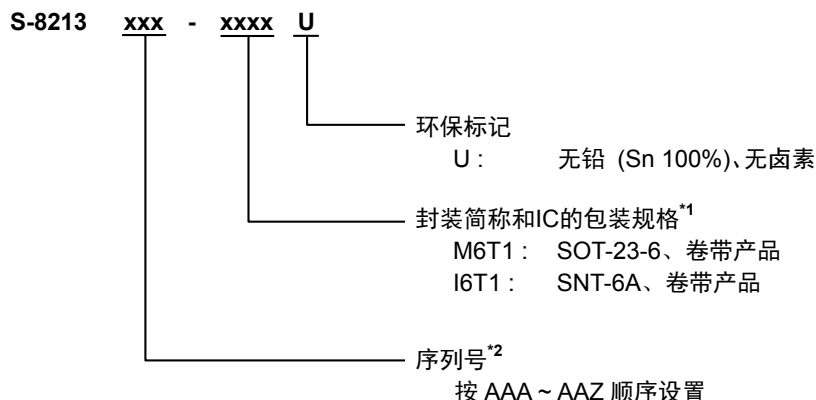 S-8213 xxx - xxxx U
环保标记
U : 无铅 (Sn 100%)、无卤素
封装简称和IC的包装规格*1
M6T1 : SOT-23-6、卷带产品
I6T1 : SNT-6A、卷带产品
序列号*2
按 AAA ~ AAZ 顺序设置